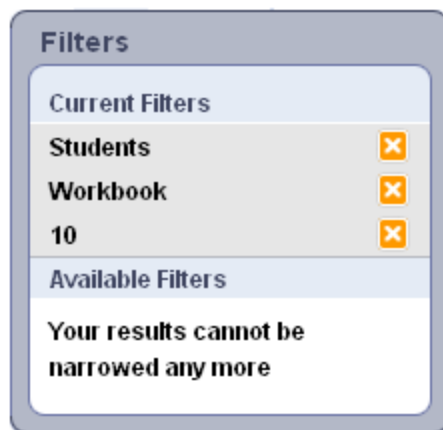 Filters
Current Filters
Students
Workbook
10
Available Filters
Your results cannot be
narrowed any more